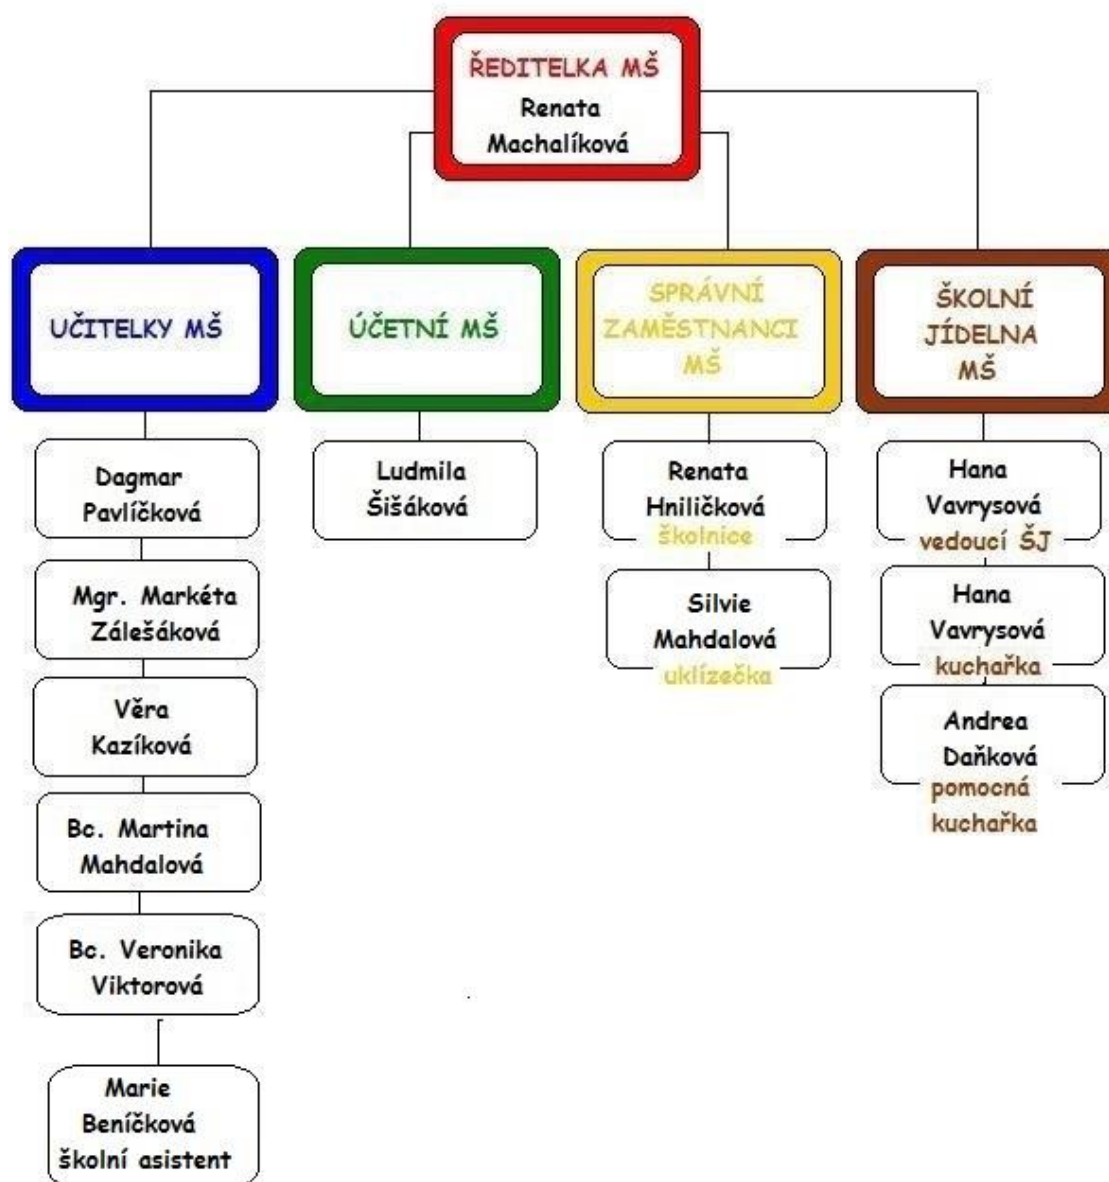 ŘEDITELKA MŠ
Renata
Machalíková
UČITELKY MŠ
Dagmar
Pavlíčková
Mgr. Markéta
Zálešáková
Věra
Kazíková
Bc. Martina
Mahdalová
Bc. Veronika
Viktorová
Marie
Beníčková
školní asistent
ÚČETNÍ MŠ
Ludmila
Šišáková
SPRÁVNÍ
ZAMĚSTNANCI
MŠ
Renata
Hniličková
školnice
Silvie
Mahdalová
uklízečka
ŠKOLNÍ
JÍDELNA
MŠ
Hana
Vavrysová
vedoucí ŠJ
Hana
Vavrysová
kuchařka
Andrea
Daňková
pomocná
kuchařka